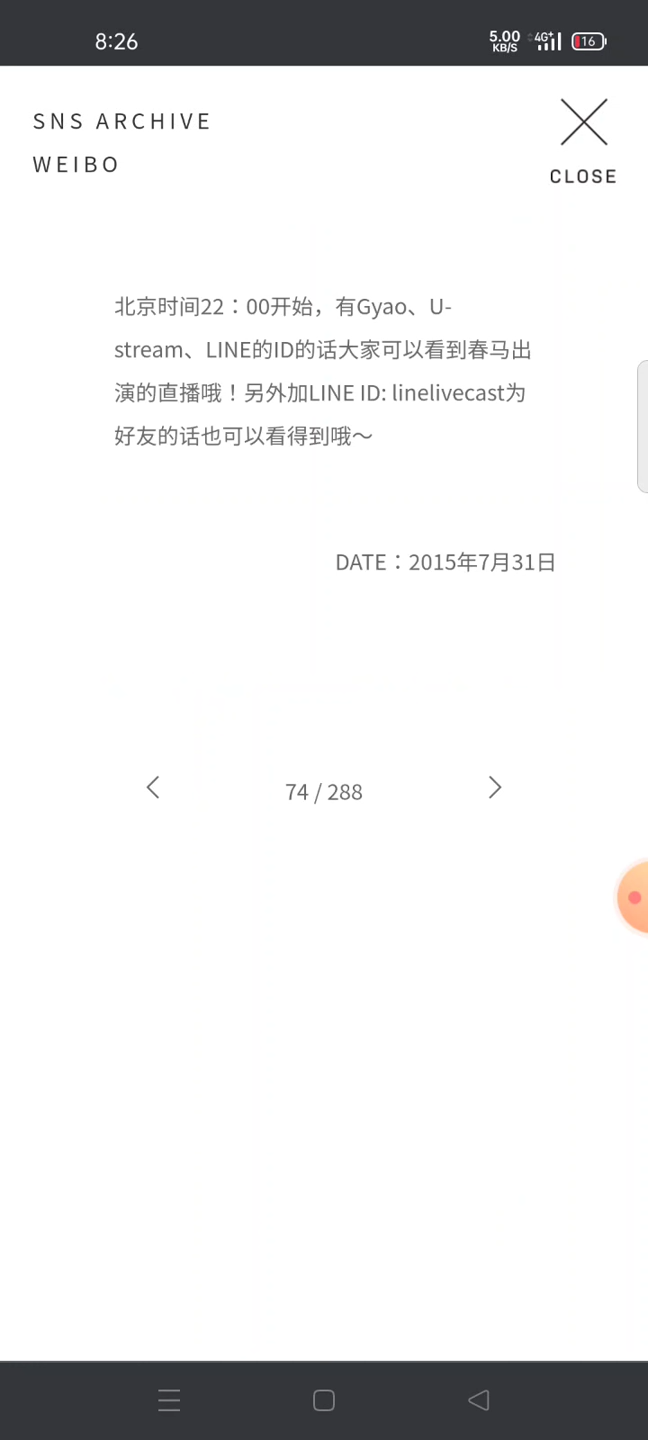 8:26
5.00
KB/S
4G+
16
SNS ARCHIVE
WEIBO
CLOSE
北京时间22：00开始，有Gyao、U-
stream、LINE的ID的话大家可以看到春马出
演的直播哦！另外加LINE ID: linelivecast为
好友的话也可以看得到哦～
DATE：2015年7月31日
74 / 288